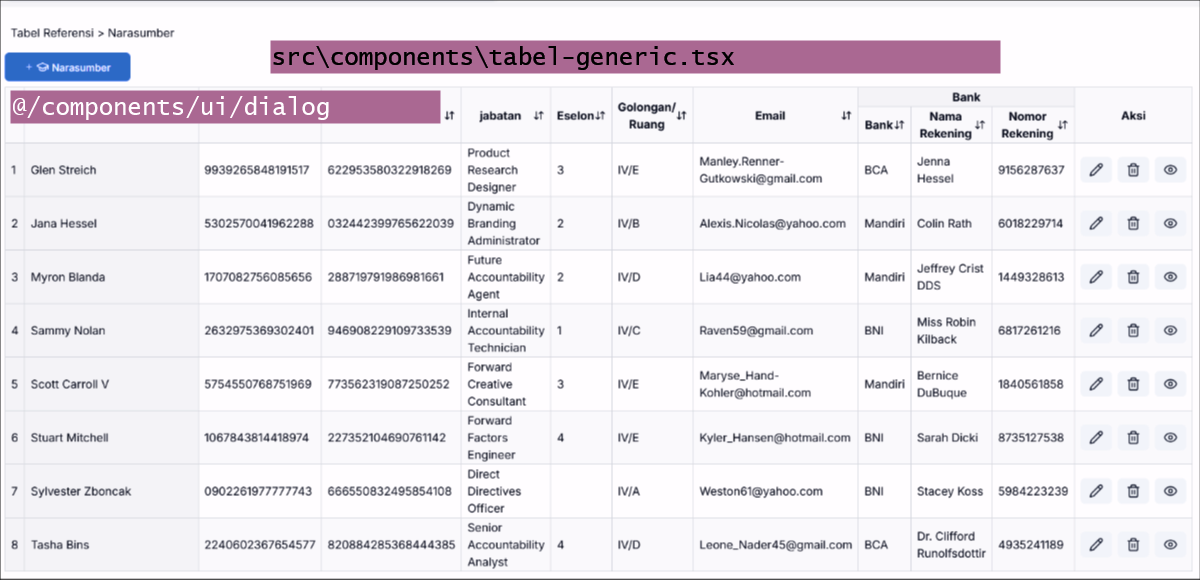 Tabel Referensi > Narasumber
src\components\tabel-generic.tsx
+ Narasumber
@/components/ui/dialog
jabatan Eselon Golongan/ Ruang Email Bank Aksi
Bank Nama Rekening Nomor Rekening
1 Glen Streich 9939265848191517 622953580322918269 Product Research Designer 3 IV/E Manley.Renner-Gutkowski@gmail.com BCA Jenna Hessel 9156287637
2 Jana Hessel 5302570041962288 032442399765622039 Dynamic Branding Administrator 2 IV/B Alexis.Nicolas@yahoo.com Mandiri Colin Rath 6018229714
3 Myron Blanda 1707082756085656 288719791986981661 Future Accountability Agent 2 IV/D Lia44@yahoo.com Mandiri Jeffrey Crist DDS 1449328613
4 Sammy Nolan 2632975369302401 946908229109733539 Internal Accountability Technician 1 IV/C Raven59@gmail.com BNI Miss Robin Kilback 6817261216
5 Scott Carroll V 5754550768751969 773562319087250252 Forward Creative Consultant 3 IV/E Maryse_Hand-Kohler@hotmail.com Mandiri Bernice DuBuque 1840561858
6 Stuart Mitchell 1067843814418974 227352104690761142 Forward Factors Engineer 4 IV/E Kyler_Hansen@hotmail.com BNI Sarah Dicki 8735127538
7 Sylvester Zboncak 0902261977777743 666550832495854108 Direct Directives Officer IV/A Weston61@yahoo.com BNI Stacey Koss 5984223239
8 Tasha Bins 2240602367654577 820884285368444385 Senior Accountability Analyst 4 IV/D Leone_Nader45@gmail.com BCA Dr. Clifford Runolfsdottir 4935241189